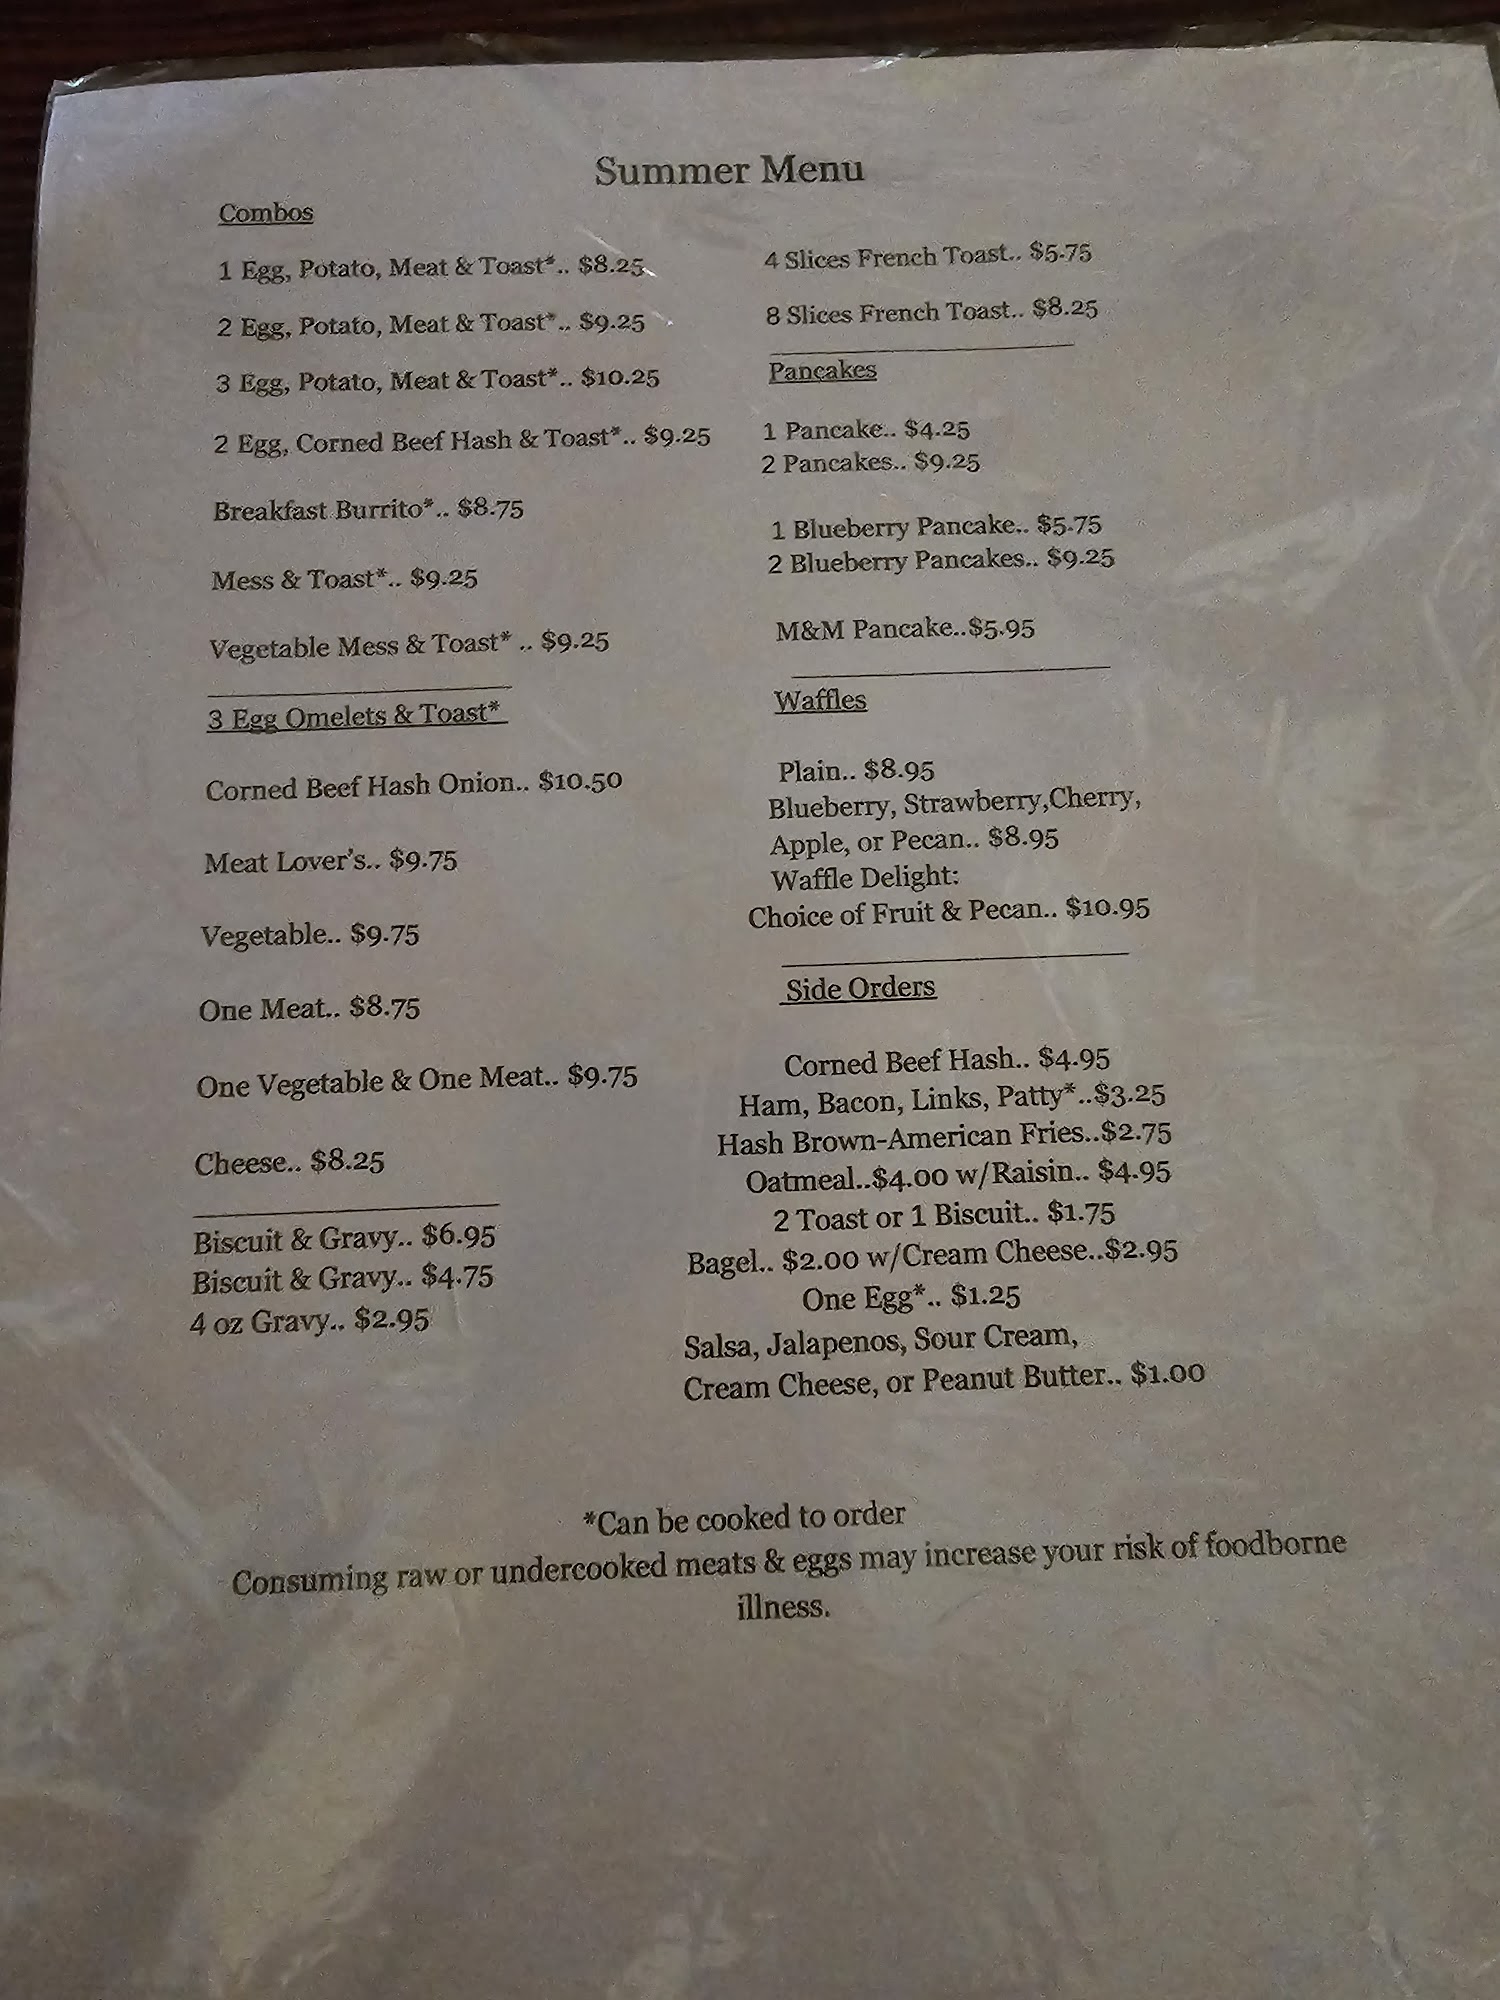 Summer Menu
Combos
1 Egg, Potato, Meat & Toast*.. $8.25
2 Egg, Potato, Meat & Toast*.. $9.25
3 Egg, Potato, Meat & Toast*.. $10.25
2 Egg, Corned Beef Hash & Toast*.. $9.25
Breakfast Burrito*.. $8.75
Mess & Toast*.. $9.25
Vegetable Mess & Toast* .. $9.25
3 Egg Omelets & Toast*
Corned Beef Hash Onion.. $10.50
Meat Lover's.. $9.75
Vegetable.. $9.75
One Meat.. $8.75
One Vegetable & One Meat.. $9.75
Cheese.. $8.25
Biscuit & Gravy.. $6.95
Biscuit & Gravy.. $4.75
4 oz Gravy.. $2.95
4 Slices French Toast.. $5.75
8 Slices French Toast.. $8.25
Pancakes
1 Pancake.. $4.25
2 Pancakes.. $9.25
1 Blueberry Pancake.. $5.75
2 Blueberry Pancakes.. $9.25
M&M Pancake..$5.95
Waffles
Plain.. $8.95
Blueberry, Strawberry,Cherry,
Apple, or Pecan.. $8.95
Waffle Delight:
Choice of Fruit & Pecan.. $10.95
Side Orders
Corned Beef Hash.. $4.95
Ham, Bacon, Links, Patty*..$3.25
Hash Brown-American Fries..$2.75
Oatmeal..$4.00 w/Raisin.. $4.95
2 Toast or 1 Biscuit.. $1.75
Bagel.. $2.00 w/Cream Cheese..$2.95
One Egg*.. $1.25
Salsa, Jalapenos, Sour Cream,
Cream Cheese, or Peanut Butter.. $1.00
*Can be cooked to order
Consuming raw or undercooked meats & eggs may increase your risk of foodborne
illness.